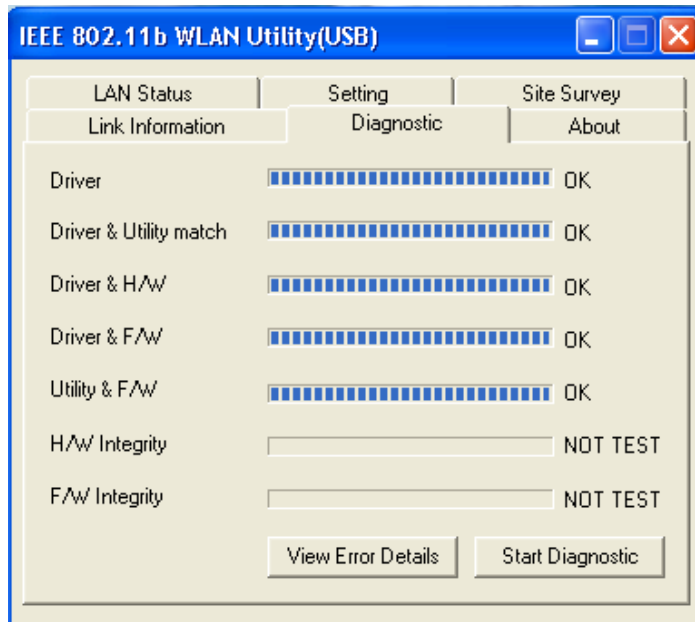 IEEE 802.11b WLAN Utility(USB)
LAN Status Setting Site Survey
Link Information Diagnostic About
Driver OK
Driver & Utility match OK
Driver & H/W OK
Driver & F/W OK
Utility & F/W OK
H/W Integrity NOT TEST
F/W Integrity NOT TEST
View Error Details Start Diagnostic